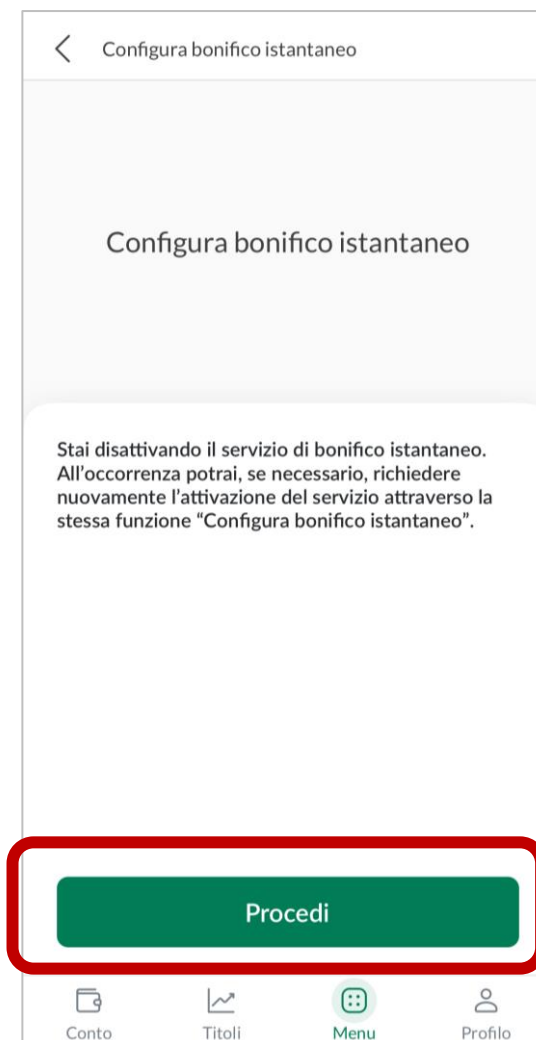 Configura bonifico istantaneo
Configura bonifico istantaneo
Stai disattivando il servizio di bonifico istantaneo.
All’occorrenza potrai, se necessario, richiedere
nuovamente l’attivazione del servizio attraverso la
stessa funzione “Configura bonifico istantaneo”.
Procedi
Conto Titoli Menu Profilo